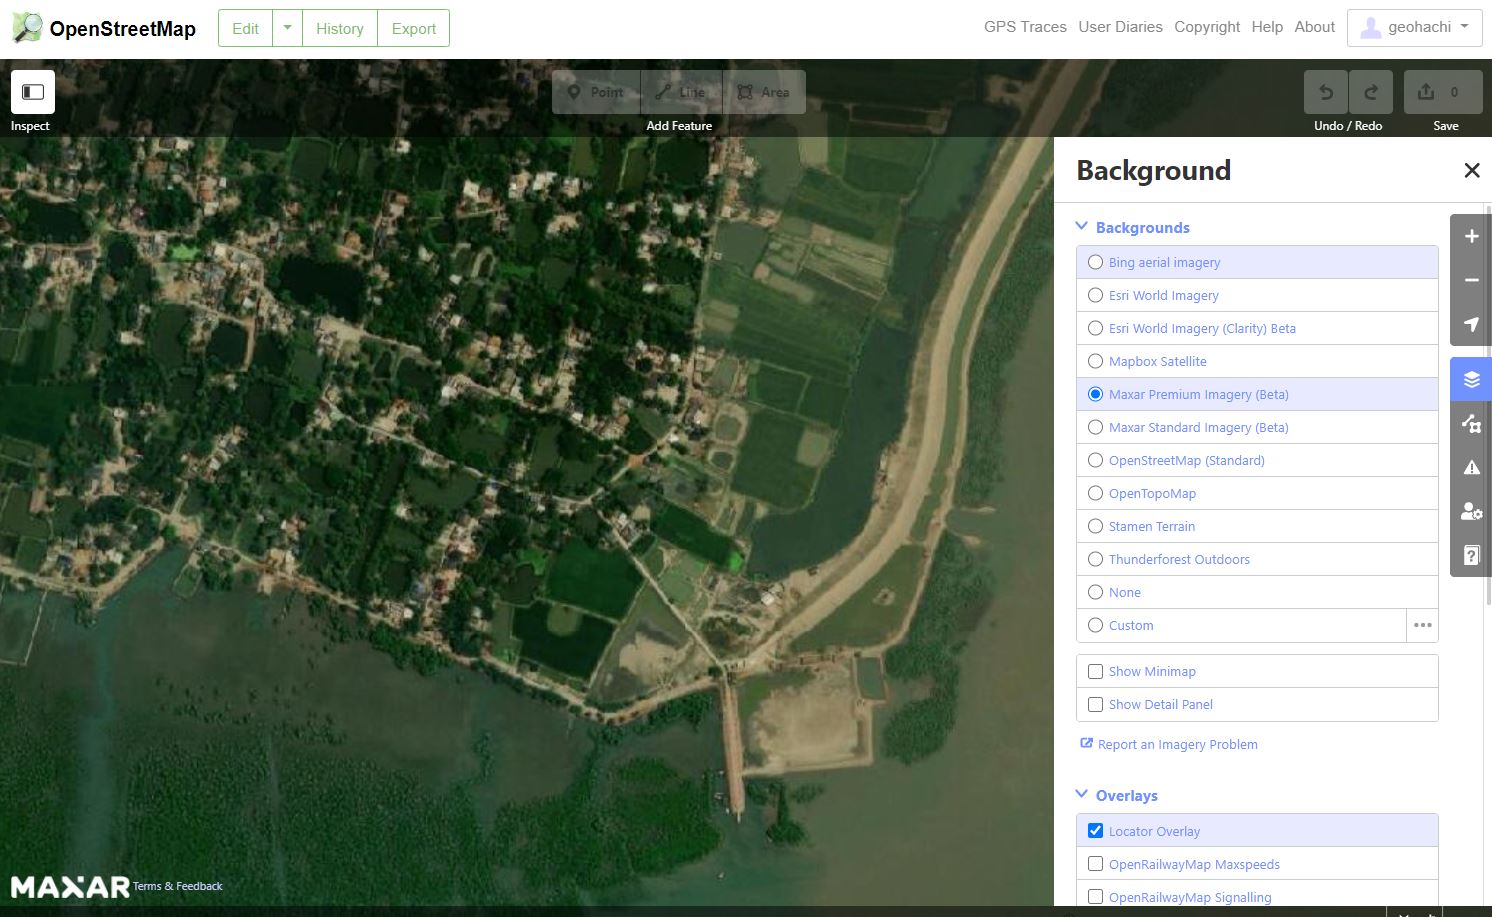 OpenStreetMap Edit History Export GPS Traces User Diaries Copyright Help About geohachi
Point Line Area 0
Inspect Add Feature Undo / Redo Save
Background
Backgrounds
Bing aerial imagery
Esri World Imagery
Esri World Imagery (Clarity) Beta
Mapbox Satellite
Maxar Premium Imagery (Beta)
Maxar Standard Imagery (Beta)
OpenStreetMap (Standard)
OpenTopoMap
Stamen Terrain
Thunderforest Outdoors
None
Custom
Show Minimap
Show Detail Panel
Report an Imagery Problem
Overlays
Locator Overlay
OpenRailwayMap Maxspeeds
MAXAR Terms & Feedback
OpenRailwayMap Signalling